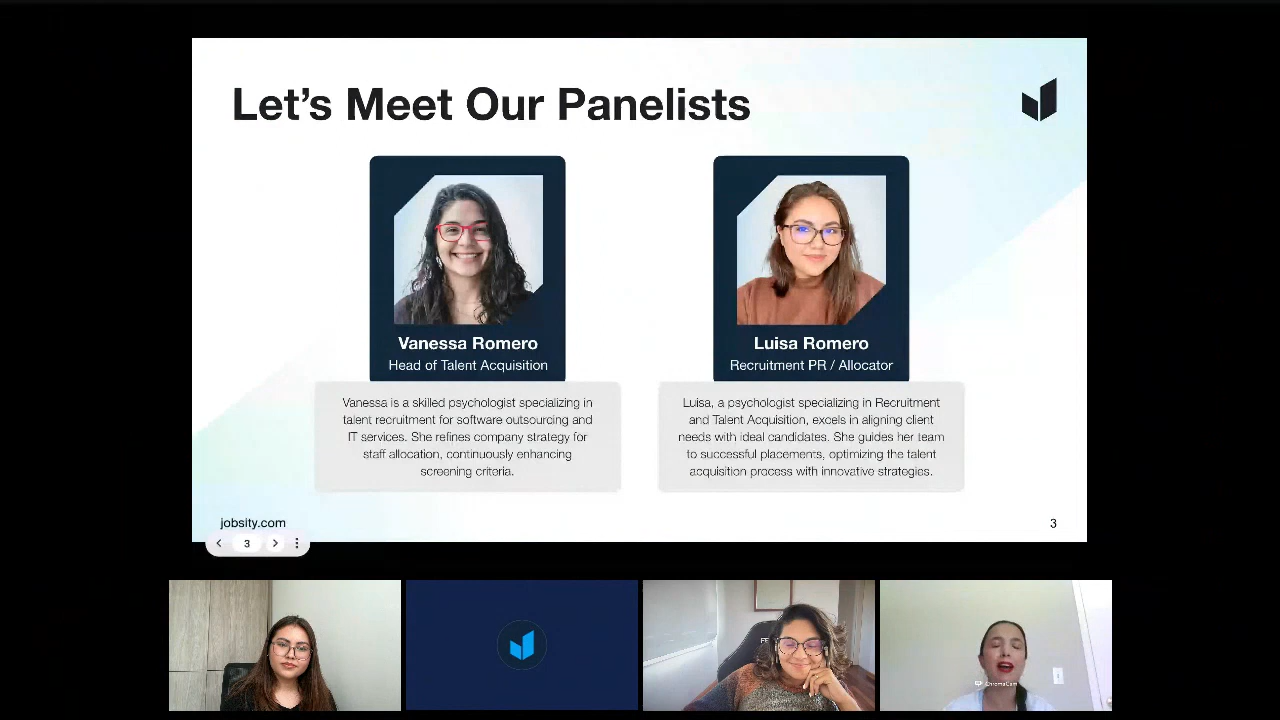 Let's Meet Our Panelists
Vanessa Romero
Head of Talent Acquisition
Vanessa is a skilled psychologist specializing in
talent recruitment for software outsourcing and
IT services. She refines company strategy for
staff allocation, continuously enhancing
screening criteria.
Luisa Romero
Recruitment PR / Allocator
Luisa, a psychologist specializing in Recruitment
and Talent Acquisition, excels in aligning client
needs with ideal candidates. She guides her team
to successful placements, optimizing the talent
acquisition process with innovative strategies.
jobsity.com
3
3
ChromaCam